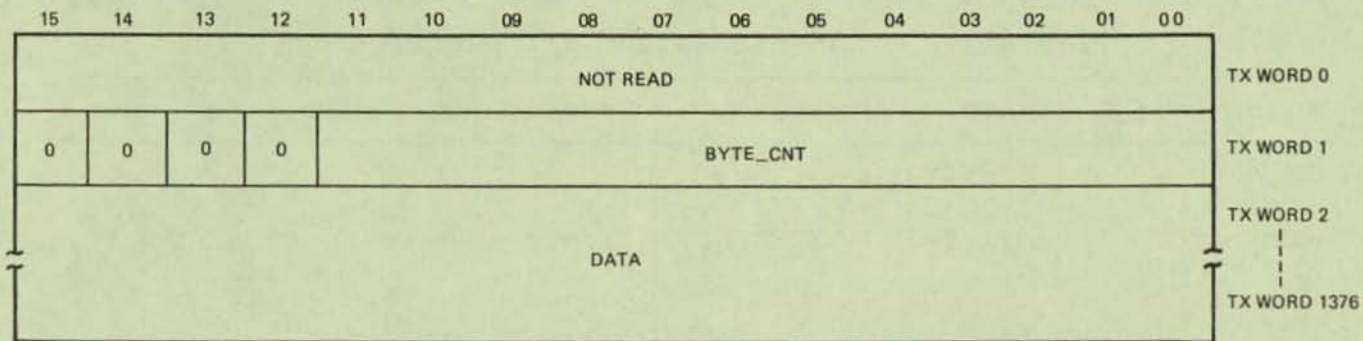 15 14 13 12 11 10 09 08 07 06 05 04 03 02 01 00
NOT READ TX WORD 0
0 0 0 0 BYTE_CNT TX WORD 1
TX WORD 2
DATA
TX WORD 1376